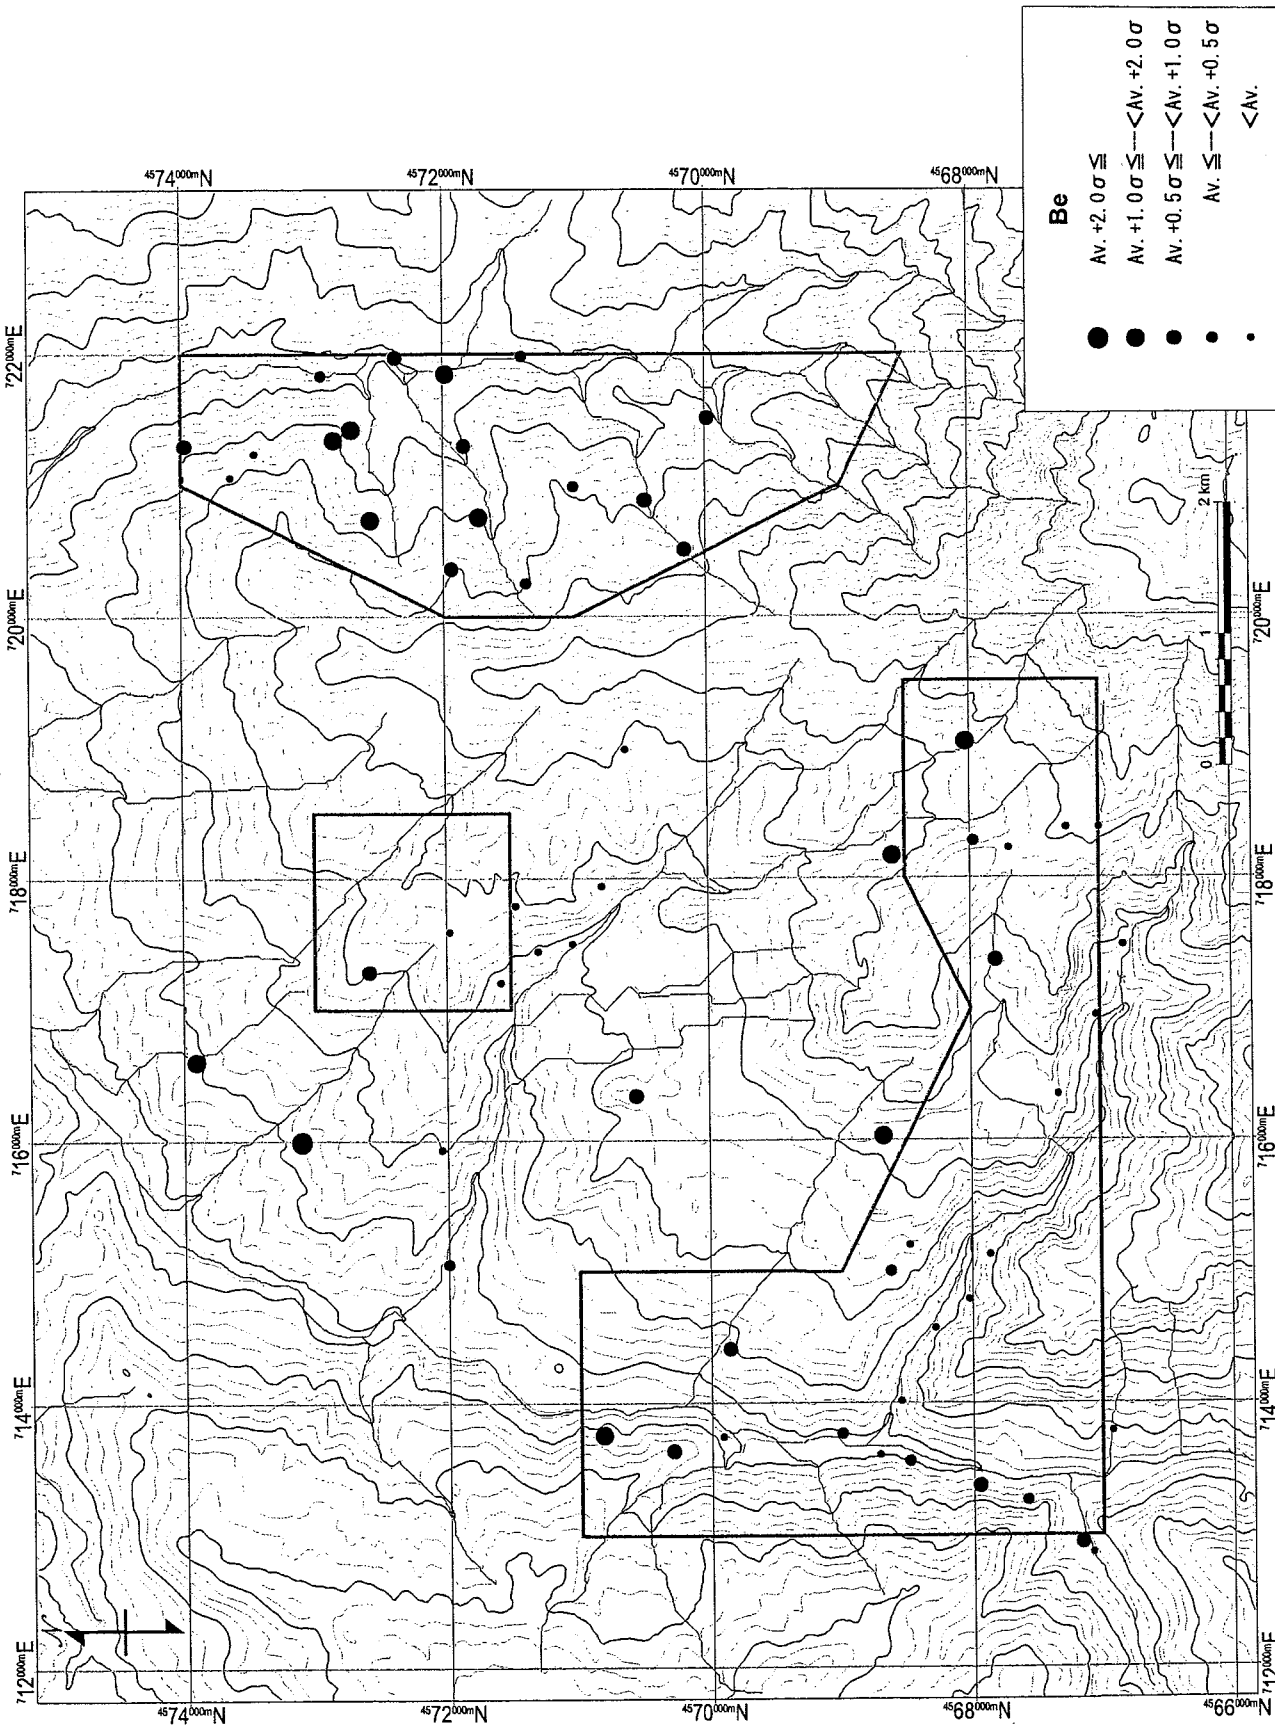 ⁷22⁰⁰⁰ᵐE
⁷20⁰⁰⁰ᵐE
⁷18⁰⁰⁰ᵐE
⁷16⁰⁰⁰ᵐE
⁷14⁰⁰⁰ᵐE
⁷12⁰⁰⁰ᵐE
⁴⁵74⁰⁰⁰ᵐN
⁴⁵72⁰⁰⁰ᵐN
⁴⁵70⁰⁰⁰ᵐN
⁴⁵68⁰⁰⁰ᵐN
⁴⁵74⁰⁰⁰ᵐN
⁴⁵72⁰⁰⁰ᵐN
⁴⁵70⁰⁰⁰ᵐN
⁴⁵68⁰⁰⁰ᵐN
⁴⁵66⁰⁰⁰ᵐN
⁷20⁰⁰⁰ᵐE
⁷18⁰⁰⁰ᵐE
⁷16⁰⁰⁰ᵐE
⁷14⁰⁰⁰ᵐE
⁷12⁰⁰⁰ᵐE
N
0 1 2 km
Be
Av. +2.0σ≦
Av. +1.0σ≦--<Av. +2.0σ
Av. +0.5σ≦--<Av. +1.0σ
Av. ≦--<Av. +0.5σ
<Av.